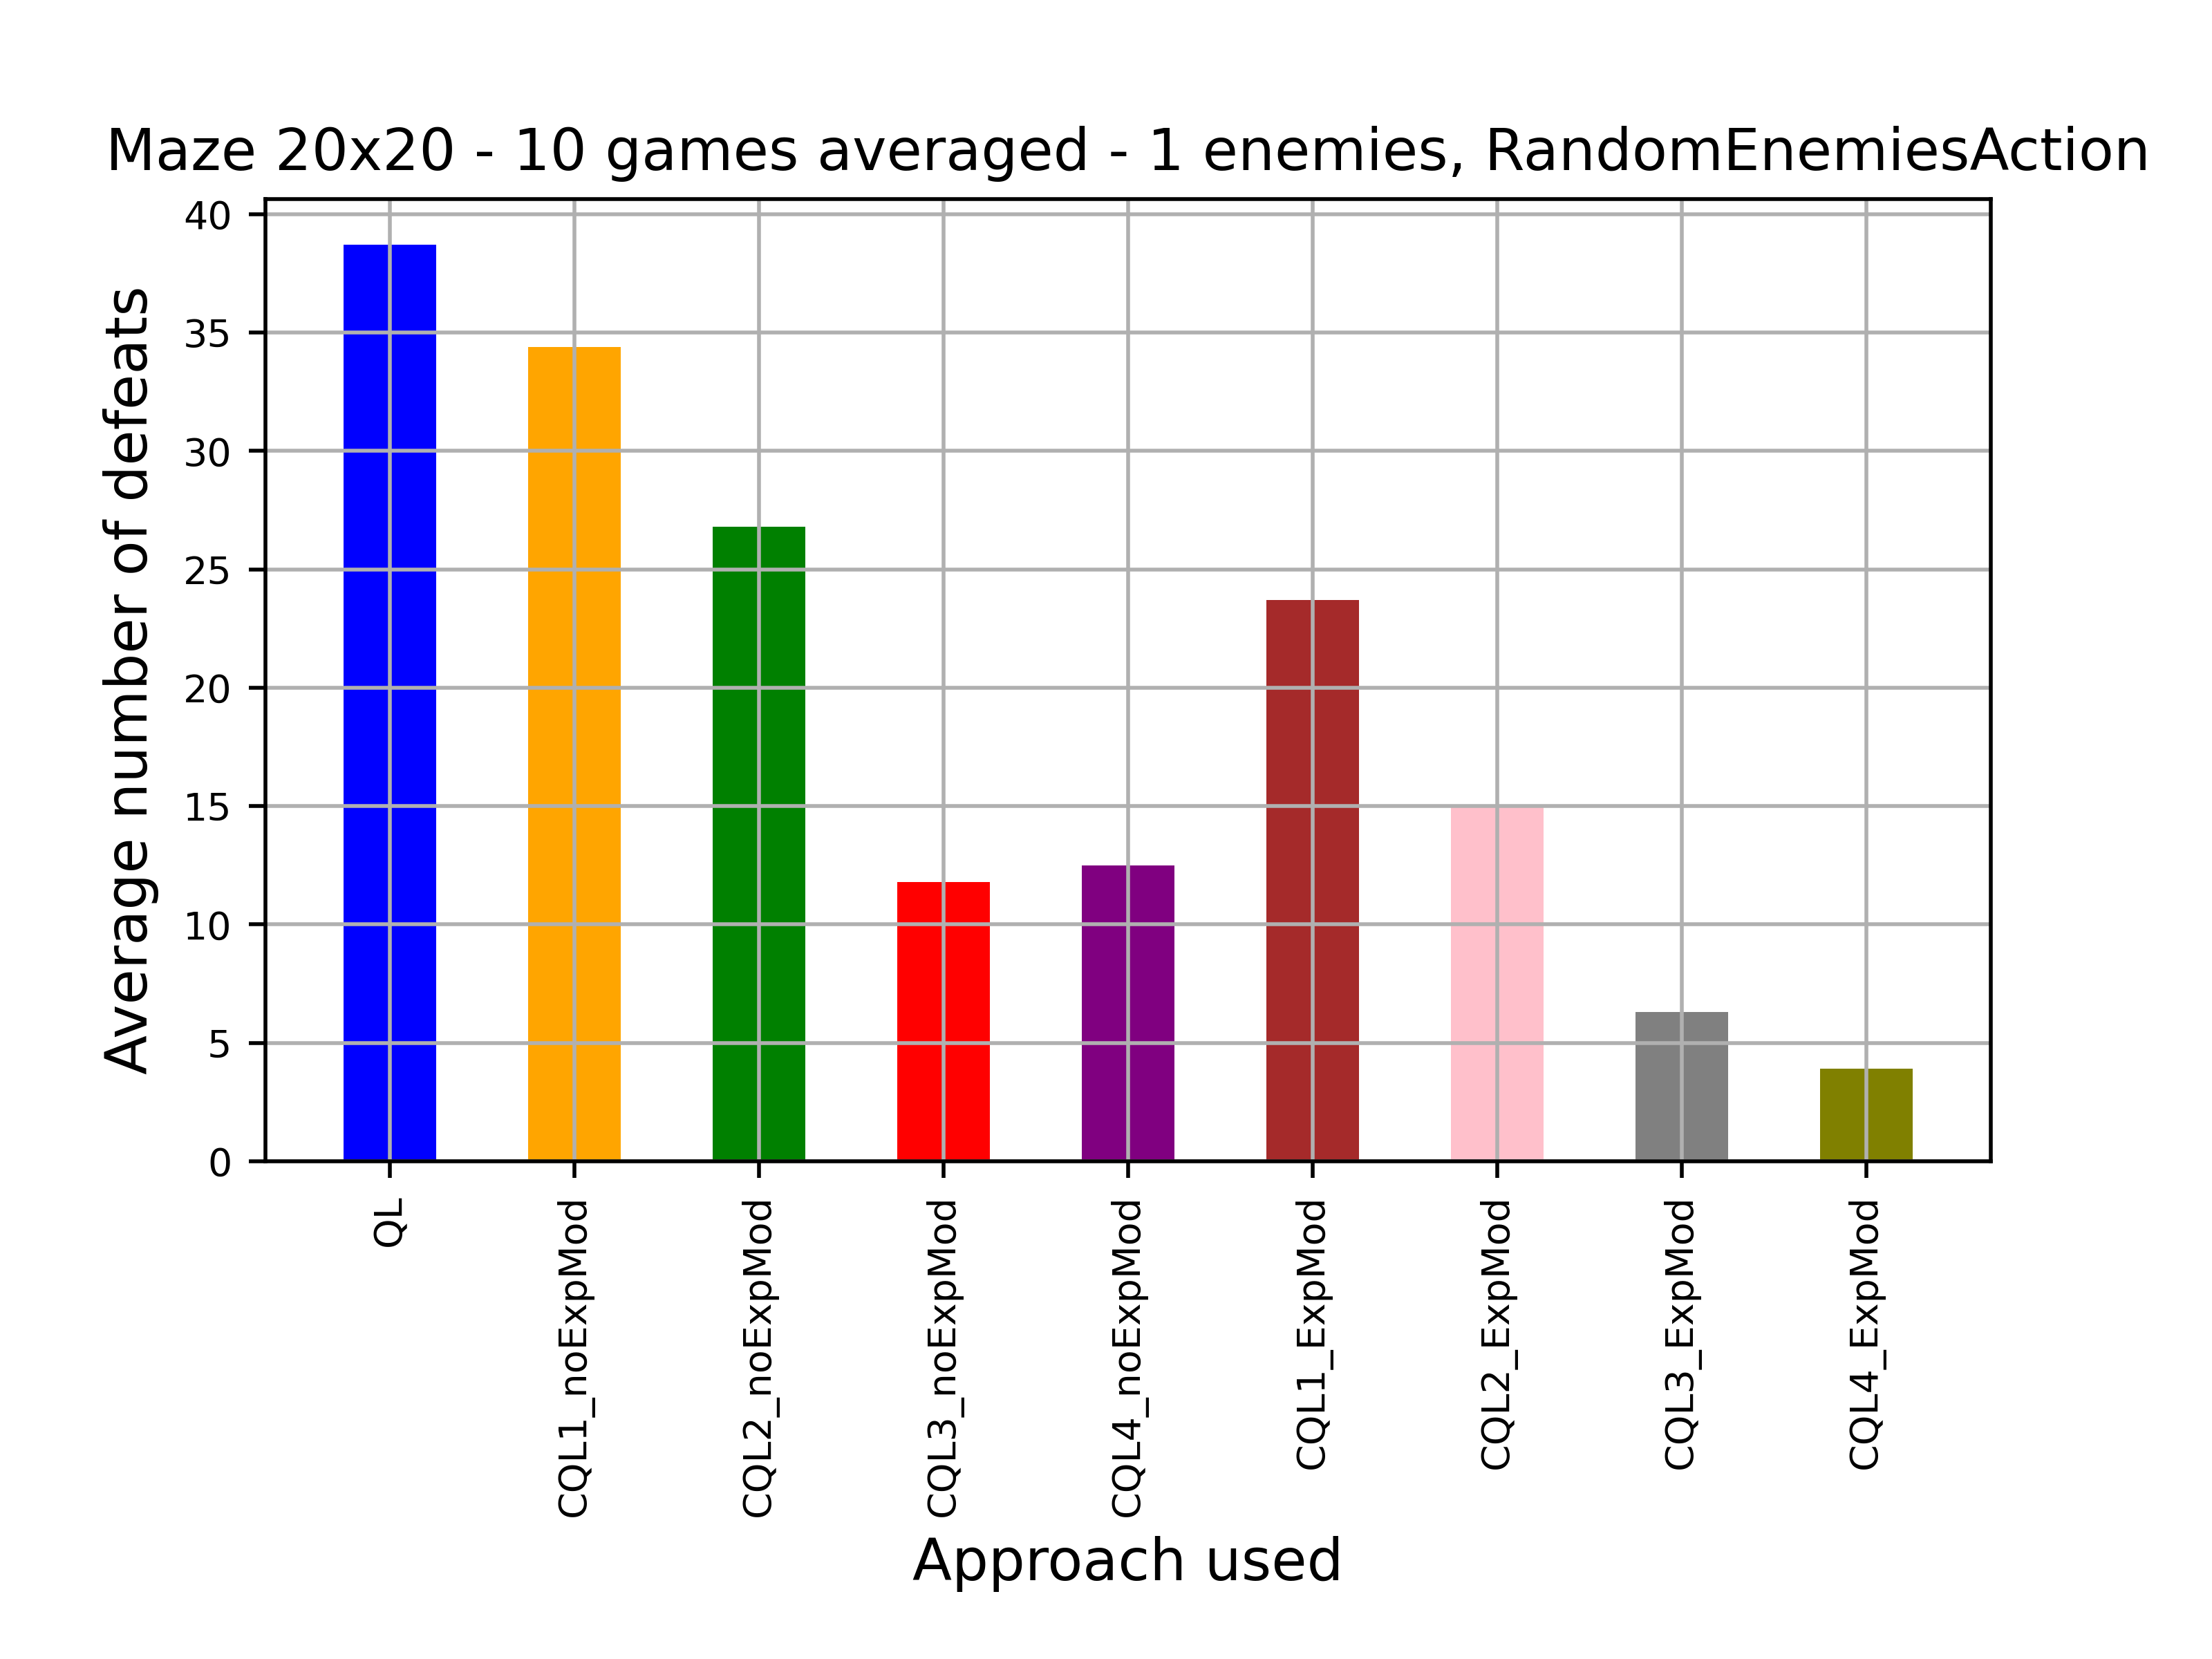 Maze 20x20 - 10 games averaged - 1 enemies, RandomEnemiesAction
Average number of defeats
40
35
30
25
20
15
10
5
0
QL
CQL1_noExpMod
CQL2_noExpMod
CQL3_noExpMod
CQL4_noExpMod
CQL1_ExpMod
CQL2_ExpMod
CQL3_ExpMod
CQL4_ExpMod
Approach used